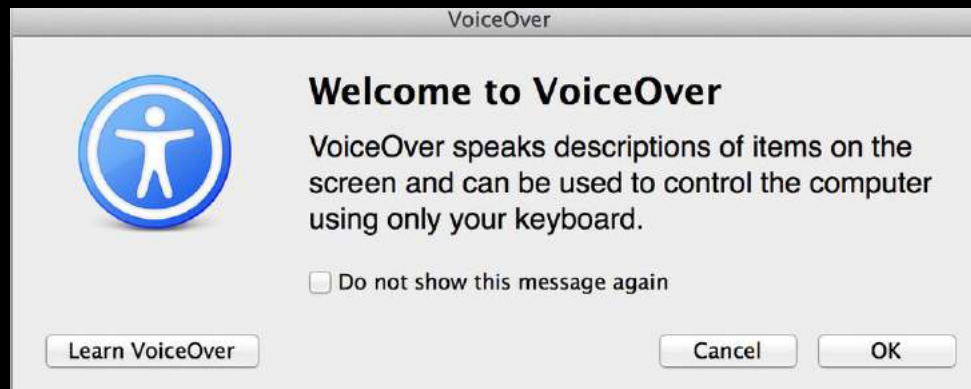 VoiceOver
Welcome to VoiceOver
VoiceOver speaks descriptions of items on the
screen and can be used to control the computer
using only your keyboard.
Do not show this message again
Learn VoiceOver
Cancel
OK